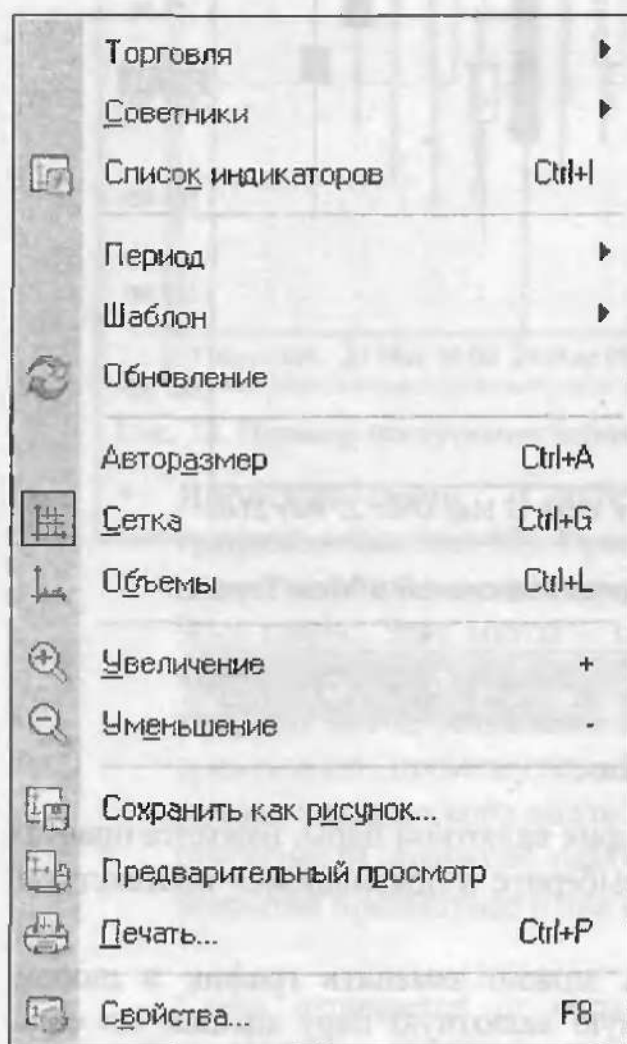 Торговля
Советники
Список индикаторов Ctrl+I
Период
Шаблон
Обновление
Авторазмер Ctrl+A
Сетка Ctrl+G
Объемы Ctrl+L
Увеличение +
Уменьшение -
Сохранить как рисунок...
Предварительный просмотр
Печать... Ctrl+P
Свойства... F8